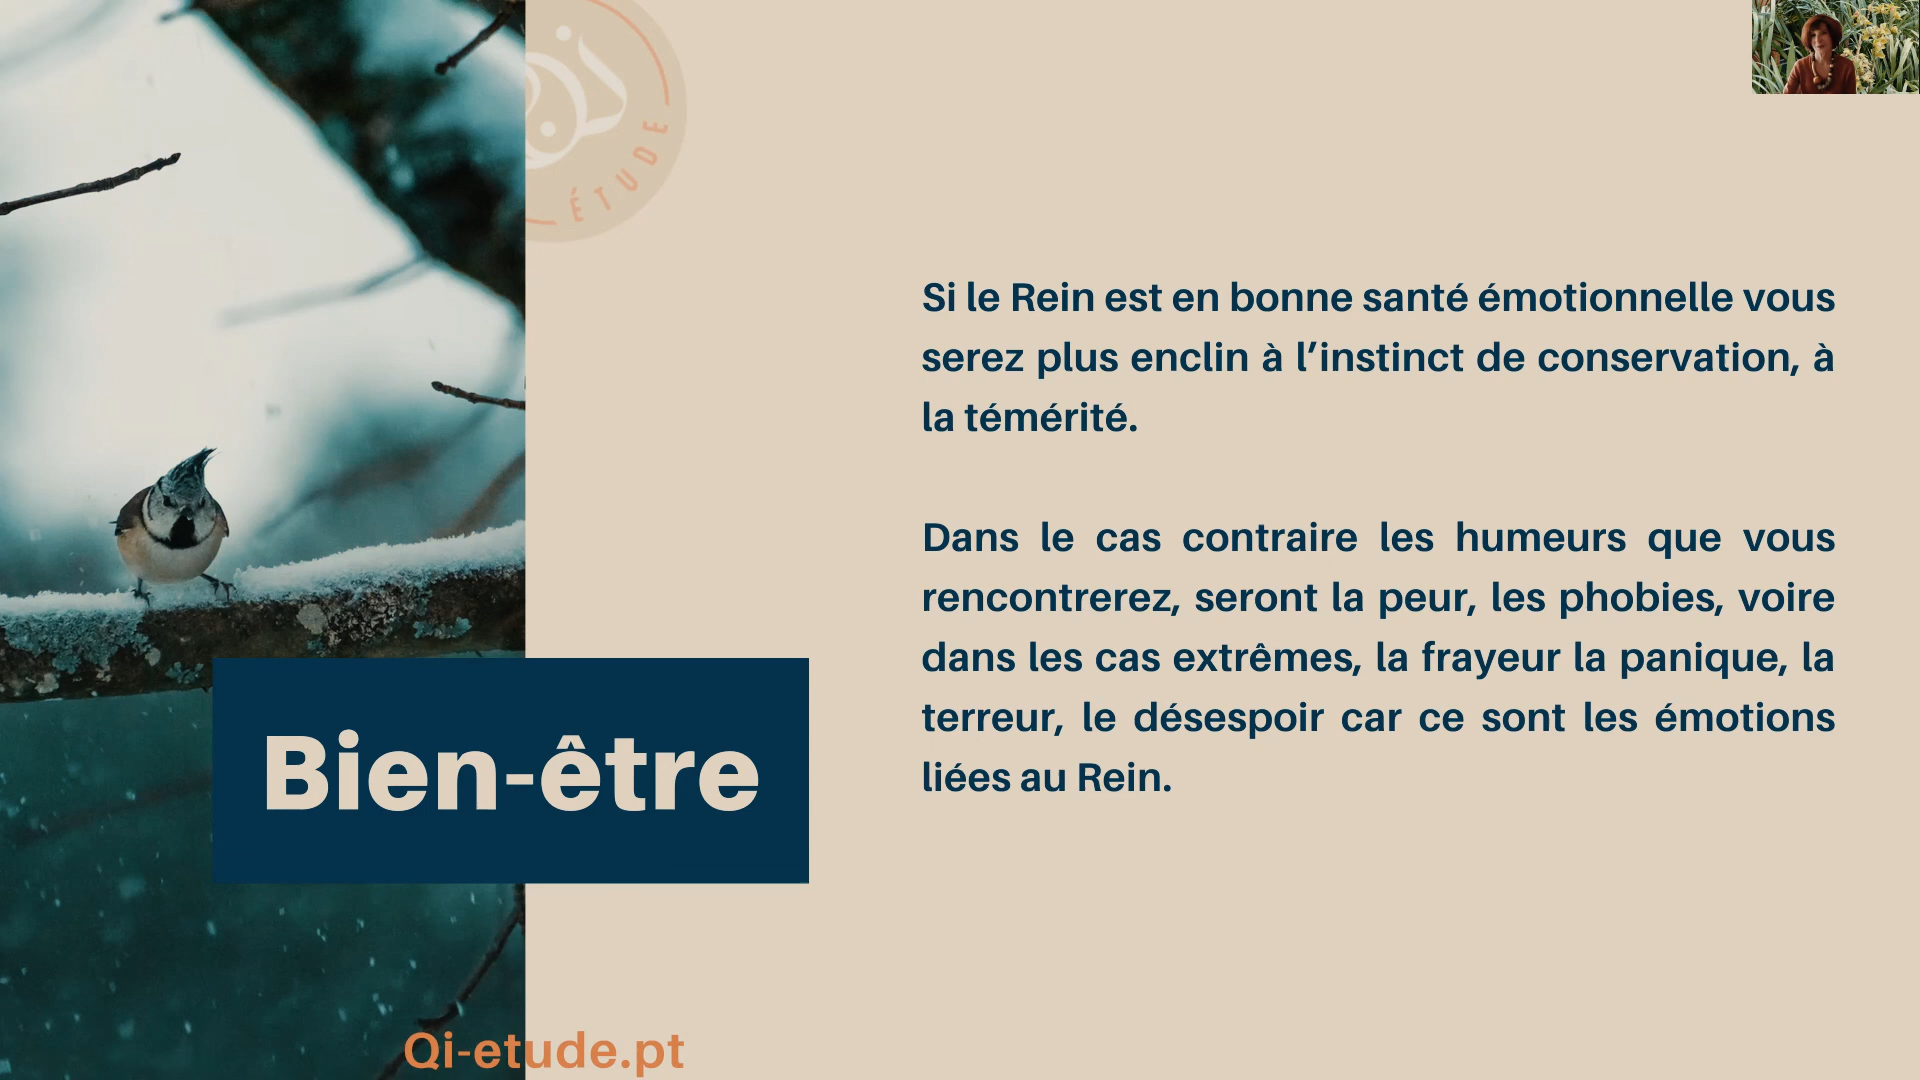 ÉTUDE
Si le Rein est en bonne santé émotionnelle vous
serez plus enclin à l’instinct de conservation, à
la témérité.
Dans le cas contraire les humeurs que vous
rencontrerez, seront la peur, les phobies, voire
dans les cas extrêmes, la frayeur la panique, la
terreur, le désespoir car ce sont les émotions
liées au Rein.
Bien-être
Qi-etude.pt